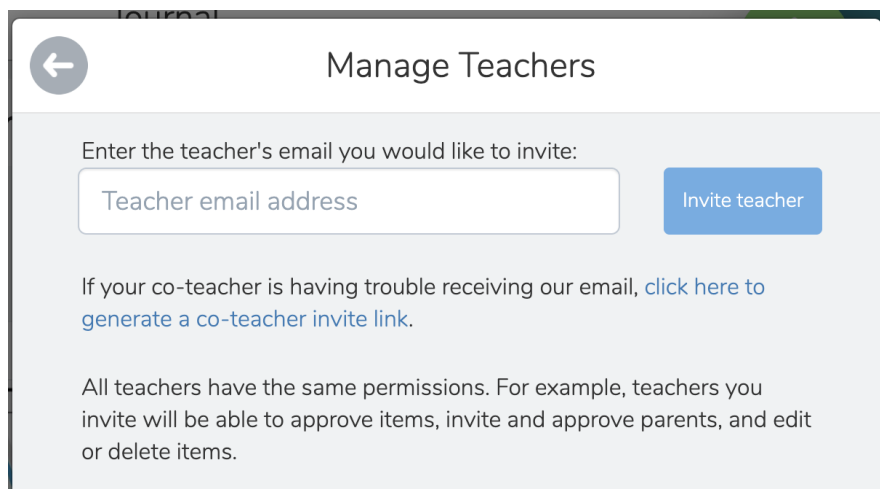 Journal
Manage Teachers
Enter the teacher's email you would like to invite:
Teacher email address
Invite teacher
If your co-teacher is having trouble receiving our email, click here to
generate a co-teacher invite link.
All teachers have the same permissions. For example, teachers you
invite will be able to approve items, invite and approve parents, and edit
or delete items.